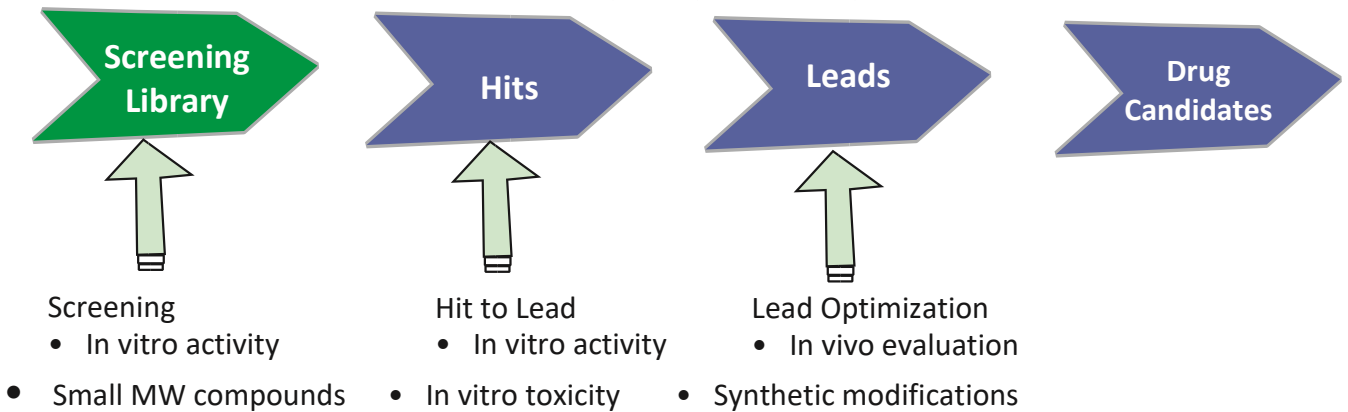 Screening
Library
Hits
Leads
Drug
Candidates
Screening
• In vitro activity
• Small MW compounds
Hit to Lead
• In vitro activity
• In vitro toxicity
Lead Optimization
• In vivo evaluation
• Synthetic modifications